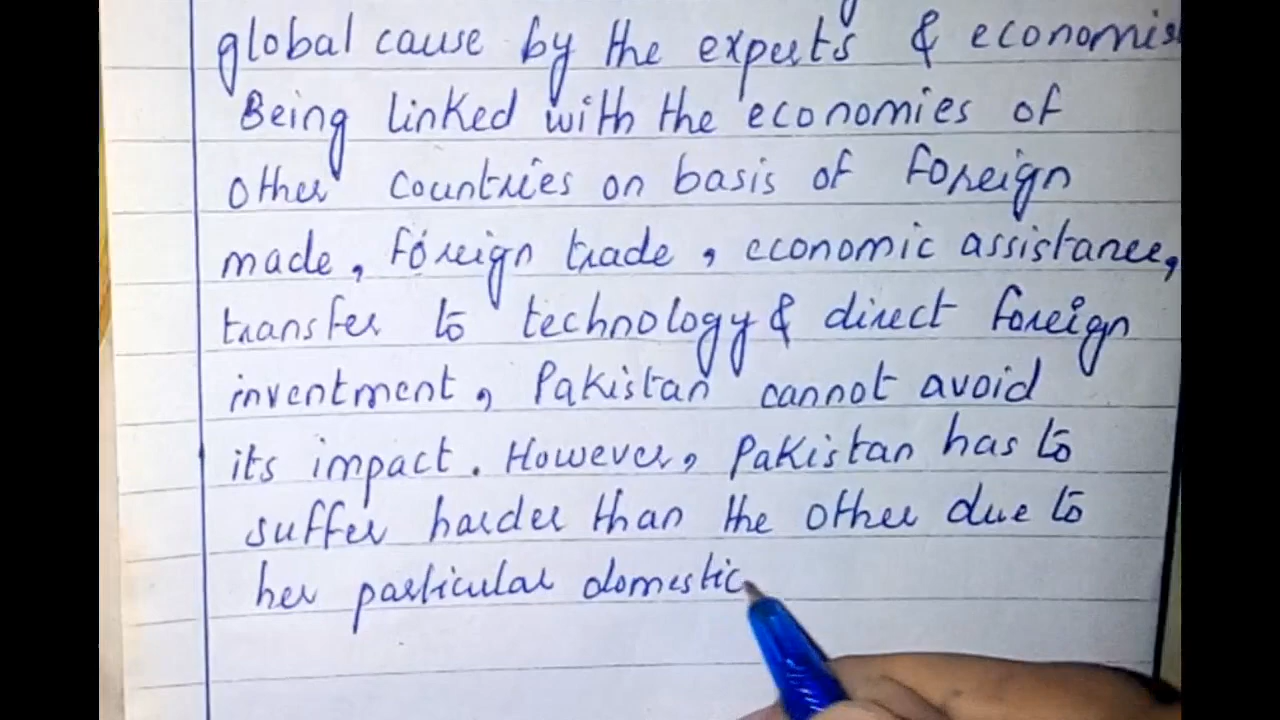 global cause by the experts & economis
Being linked with the economies of
other countries on basis of foreign
made, foreign trade, economic assistance,
transfer to technology & direct foreign
inventment, Pakistan cannot avoid
its impact. However, Pakistan has to
suffer harder than the other due to
her particular domestic